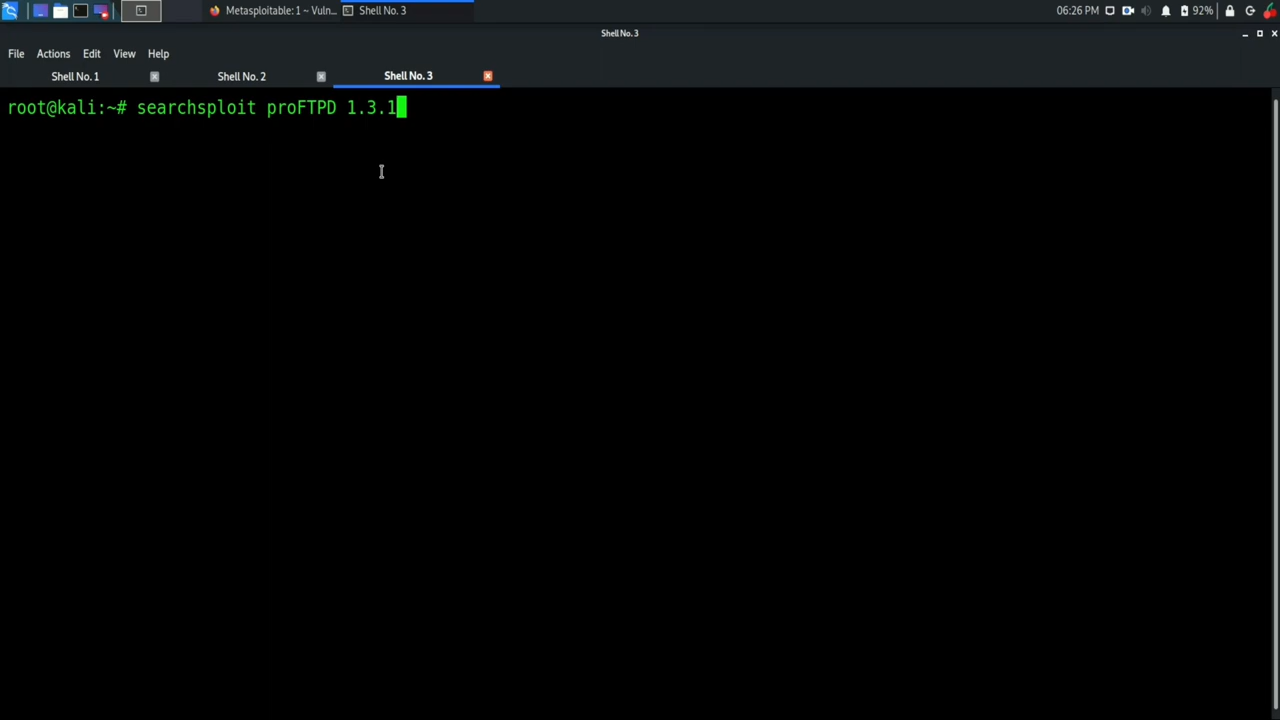 Metasploitable: 1 ~ Vuln... Shell No. 3 06:26 PM 92%
Shell No. 3
File Actions Edit View Help
Shell No. 1 Shell No. 2 Shell No. 3
root@kali:~# searchsploit proFTPD 1.3.1